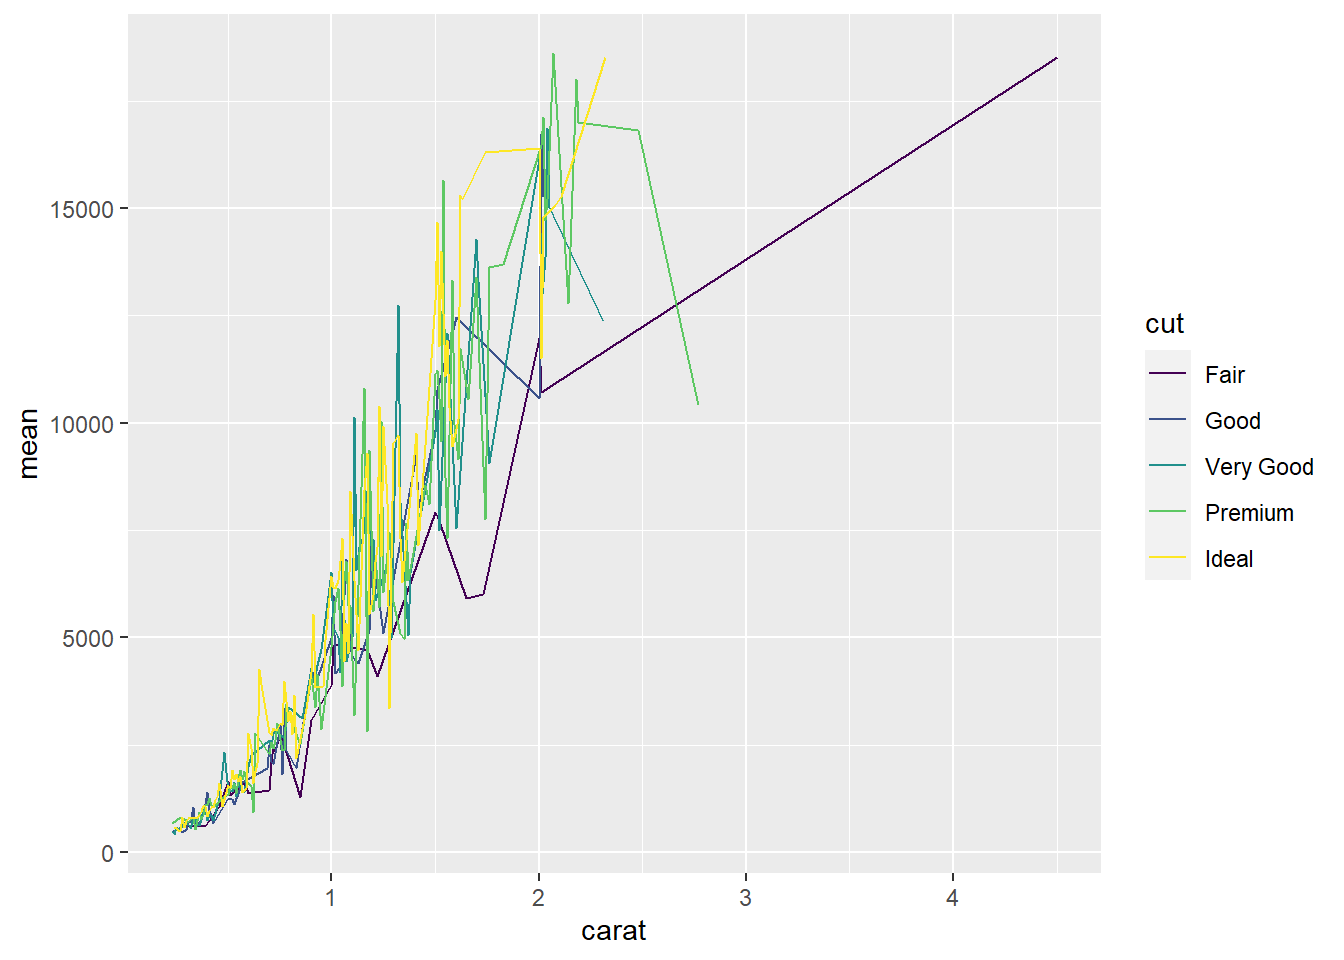 15000
10000
5000
0
mean
1
2
3
4
carat
cut
Fair
Good
Very Good
Premium
Ideal